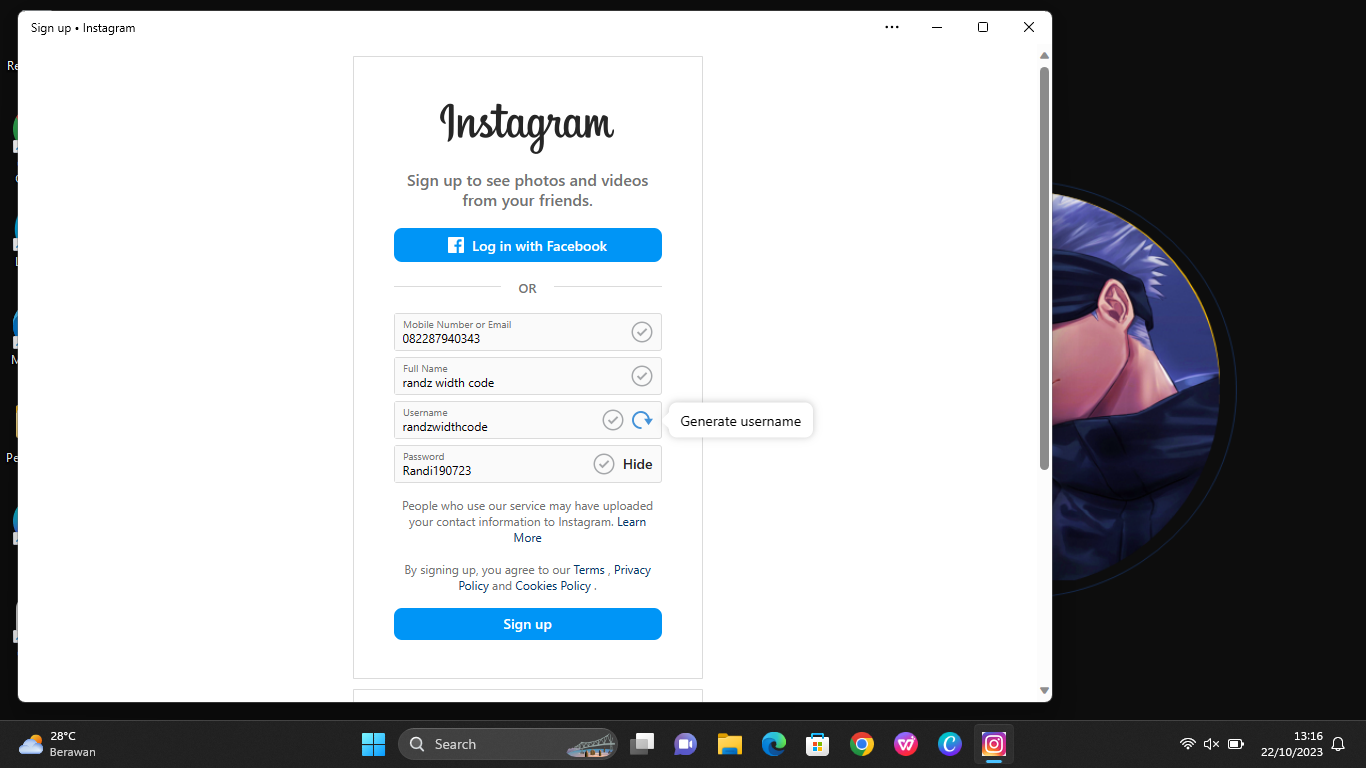 Sign up • Instagram
Instagram
Sign up to see photos and videos
from your friends.
Log in with Facebook
OR
Mobile Number or Email
082287940343
Full Name
randz width code
Username
randzwidthcode
Generate username
Password
Randi190723
Hide
People who use our service may have uploaded
your contact information to Instagram. Learn
More
By signing up, you agree to our Terms , Privacy
Policy and Cookies Policy .
Sign up
28°C
Berawan
Search
13:16
22/10/2023